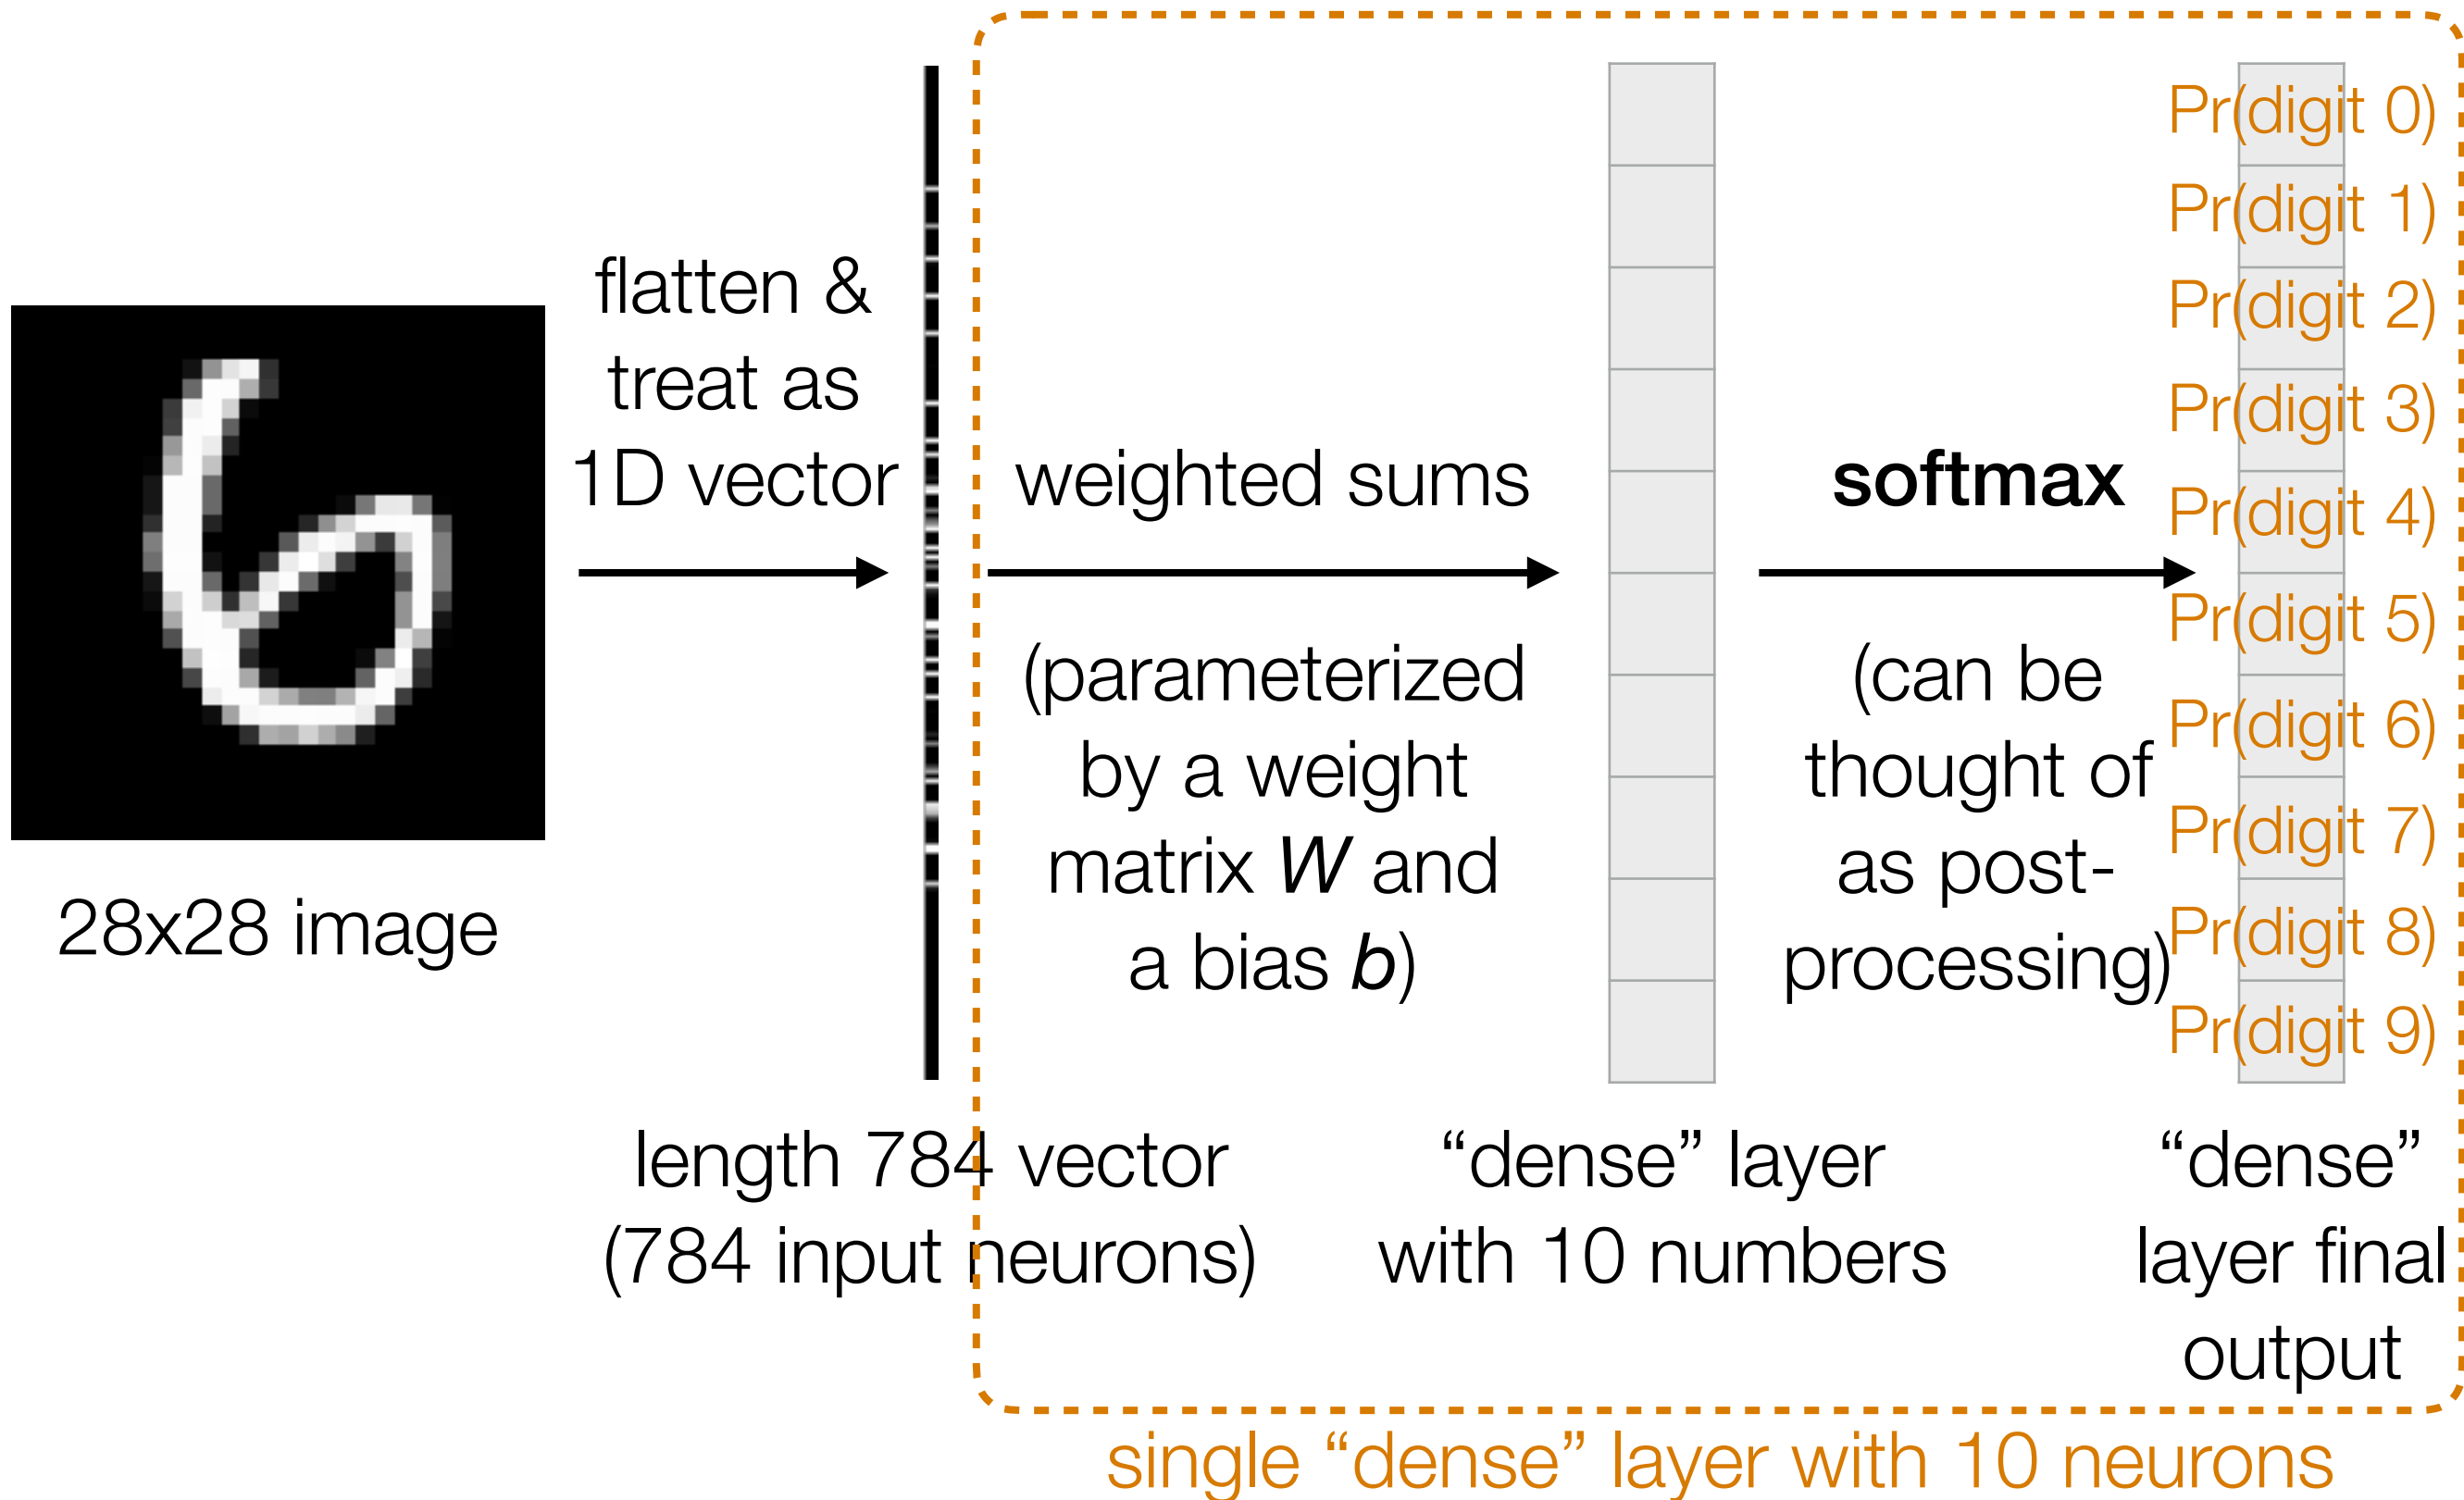 flatten &
treat as
1D vector
28x28 image
length 784 vector
(784 input neurons)
weighted sums
(parameterized
by a weight
matrix W and
a bias b)
“dense” layer
with 10 numbers
softmax
(can be
thought of
as post-
processing)
Pr(digit 0)
Pr(digit 1)
Pr(digit 2)
Pr(digit 3)
Pr(digit 4)
Pr(digit 5)
Pr(digit 6)
Pr(digit 7)
Pr(digit 8)
Pr(digit 9)
“dense”
layer final
output
single “dense” layer with 10 neurons